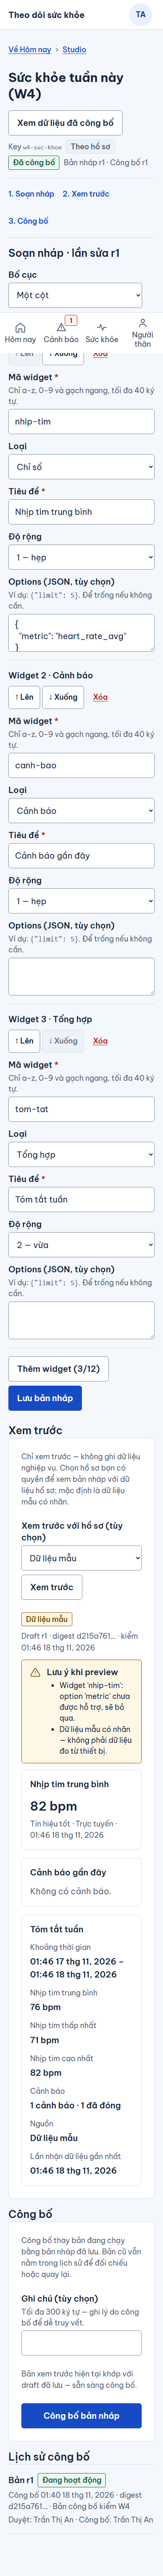 Theo dõi sức khỏe
TA
Về Hôm nay › Studio
Sức khỏe tuần này
(W4)
Xem dữ liệu đã công bố
Key w4-suc-khoe Theo hồ sơ
Đã công bố Bản nháp r1 · Công bố r1
1. Soạn nháp 2. Xem trước
3. Công bố
Soạn nháp · lần sửa r1
Bố cục
Một cột
1
Hôm nay Cảnh báo Sức khỏe Người thân
↑ Lên ↓ Xuống Xóa
Mã widget *
Chỉ a–z, 0–9 và gạch ngang, tối đa 40 ký
tự.
nhip-tim
Loại
Chỉ số
Tiêu đề *
Nhịp tim trung bình
Độ rộng
1 — hẹp
Options (JSON, tùy chọn)
Ví dụ: {"limit": 5}. Để trống nếu không
cần.
{
"metric": "heart_rate_avg"
}
Widget 2 · Cảnh báo
↑ Lên ↓ Xuống Xóa
Mã widget *
Chỉ a–z, 0–9 và gạch ngang, tối đa 40 ký
tự.
canh-bao
Loại
Cảnh báo
Tiêu đề *
Cảnh báo gần đây
Độ rộng
1 — hẹp
Options (JSON, tùy chọn)
Ví dụ: {"limit": 5}. Để trống nếu không
cần.
Widget 3 · Tổng hợp
↑ Lên ↓ Xuống Xóa
Mã widget *
Chỉ a–z, 0–9 và gạch ngang, tối đa 40 ký
tự.
tom-tat
Loại
Tổng hợp
Tiêu đề *
Tóm tắt tuần
Độ rộng
2 — vừa
Options (JSON, tùy chọn)
Ví dụ: {"limit": 5}. Để trống nếu không
cần.
Thêm widget (3/12)
Lưu bản nháp
Xem trước
Chỉ xem trước — không ghi dữ liệu
nghiệp vụ. Chọn hồ sơ bạn có
quyền để xem bản nháp với dữ
liệu hồ sơ; mặc định là dữ liệu
mẫu có nhãn.
Xem trước với hồ sơ (tùy
chọn)
Dữ liệu mẫu
Xem trước
Dữ liệu mẫu
Draft r1 · digest d215a761… · kiểm
01:46 18 thg 11, 2026
Lưu ý khi preview
• Widget 'nhip-tim':
option 'metric' chưa
được hỗ trợ, sẽ bỏ
qua.
• Dữ liệu mẫu có nhãn
— không phải dữ liệu
đo từ thiết bị.
Nhịp tim trung bình
82 bpm
Tín hiệu tốt · Trực tuyến ·
01:46 18 thg 11, 2026
Cảnh báo gần đây
Không có cảnh báo.
Tóm tắt tuần
Khoảng thời gian
01:46 17 thg 11, 2026 –
01:46 18 thg 11, 2026
Nhịp tim trung bình
76 bpm
Nhịp tim thấp nhất
71 bpm
Nhịp tim cao nhất
82 bpm
Cảnh báo
1 cảnh báo · 1 đã đóng
Nguồn
Dữ liệu mẫu
Lần nhận dữ liệu gần nhất
01:46 18 thg 11, 2026
Công bố
Công bố thay bản đang chạy
bằng bản nháp đã lưu. Bản cũ vẫn
nằm trong lịch sử để đối chiếu
hoặc quay lại.
Ghi chú (tùy chọn)
Tối đa 300 ký tự — ghi lý do công
bố để dễ truy vết.
Bản xem trước hiện tại khớp với
draft đã lưu — sẵn sàng công bố.
Công bố bản nháp
Lịch sử công bố
Bản r1 Đang hoạt động
Công bố 01:40 18 thg 11, 2026 · digest
d215a761… · Bản công bố kiểm W4
Duyệt: Trần Thị An · Công bố: Trần Thị An